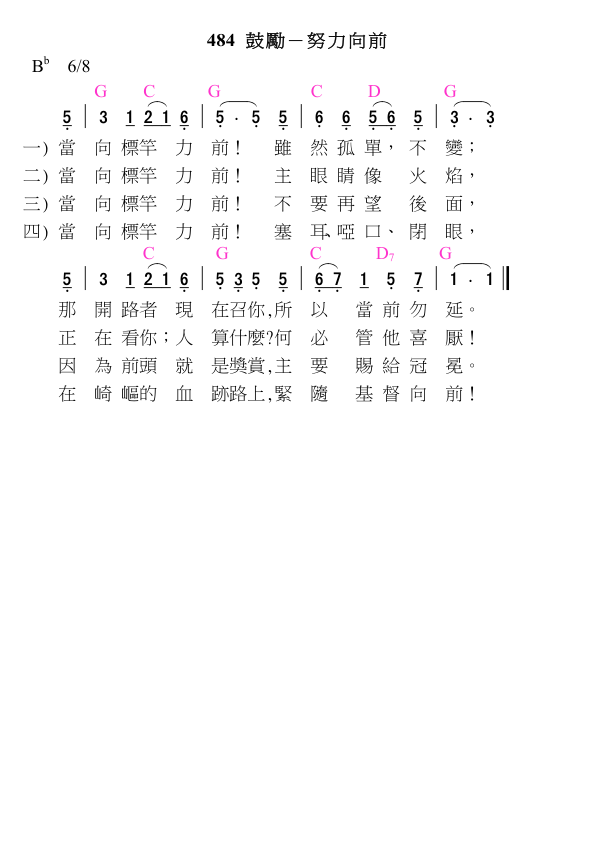 484 鼓勵－努力向前
B♭ 6/8
G C G C D G
5 | 3 1 2 1 6 | 5 · 5 5 | 6 6 5 6 5 | 3 · 3
一) 當 向 標竿 力 前！ 雖 然 孤 單， 不 變；
二) 當 向 標竿 力 前！ 主 眼 睛 像 火 焰，
三) 當 向 標竿 力 前！ 不 要 再 望 後 面，
四) 當 向 標竿 力 前！ 塞 耳、啞 口、 閉 眼，
C G C D7 G
5 | 3 1 2 1 6 | 5 3 5 5 | 6 7 1 5 7 | 1 · 1 ‖
那 開 路者 現 在召你,所 以 當 前 勿 延。
正 在 看你；人 算什麼?何 必 管 他 喜 厭！
因 為 前頭 就 是獎賞,主 要 賜 給 冠 冕。
在 崎 嶇的 血 跡路上,緊 隨 基 督 向 前！